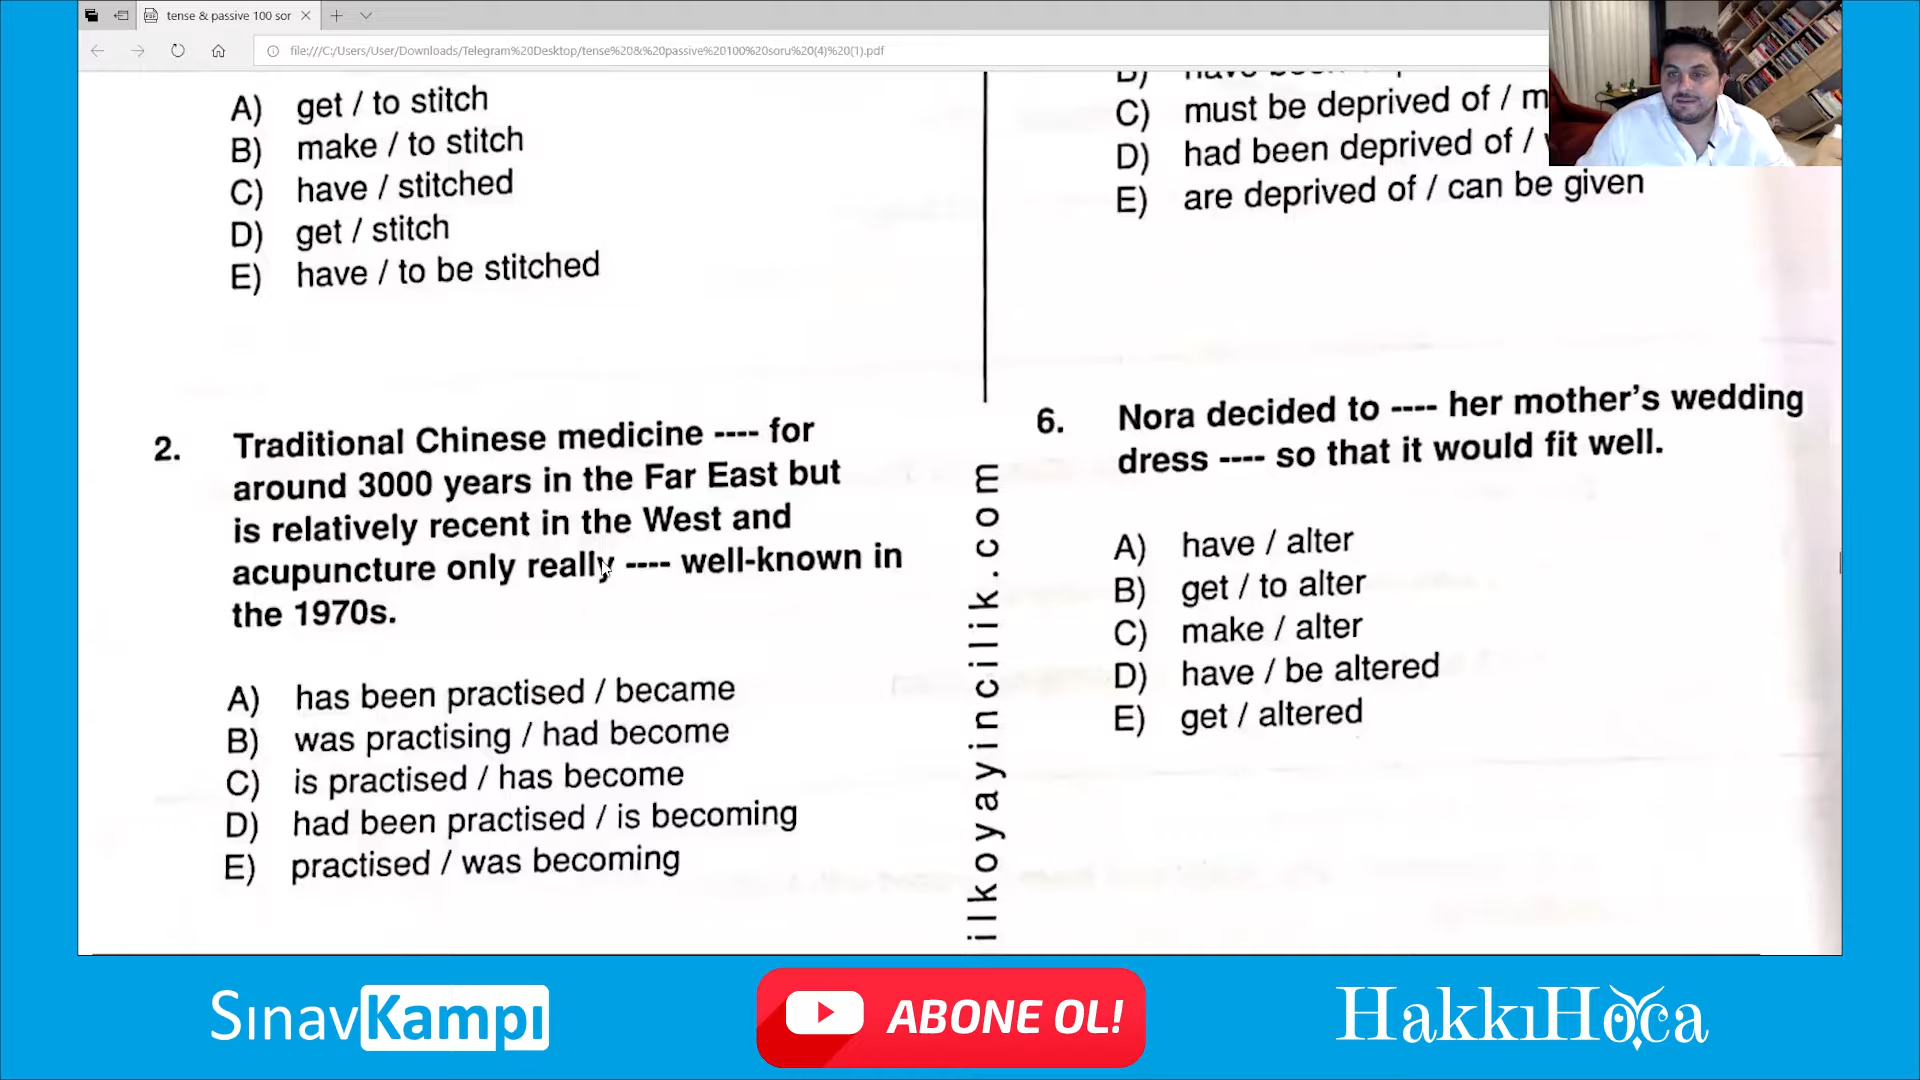 tense & passive 100 sor
file:///C:/Users/User/Downloads/Telegram%20Desktop/tense%20&%20passive%20100%20soru%20(4)%20(1).pdf
A) get / to stitch
B) make / to stitch
C) have / stitched
D) get / stitch
E) have / to be stitched
2. Traditional Chinese medicine ---- for
around 3000 years in the Far East but
is relatively recent in the West and
acupuncture only really ---- well-known in
the 1970s.
A) has been practised / became
B) was practising / had become
C) is practised / has become
D) had been practised / is becoming
E) practised / was becoming
ilkoyayincilik.com
C) must be deprived of / m
D) had been deprived of /
E) are deprived of / can be given
6. Nora decided to ---- her mother's wedding
dress ---- so that it would fit well.
A) have / alter
B) get / to alter
C) make / alter
D) have / be altered
E) get / altered
SınavKampı
ABONE OL!
HakkıHoca